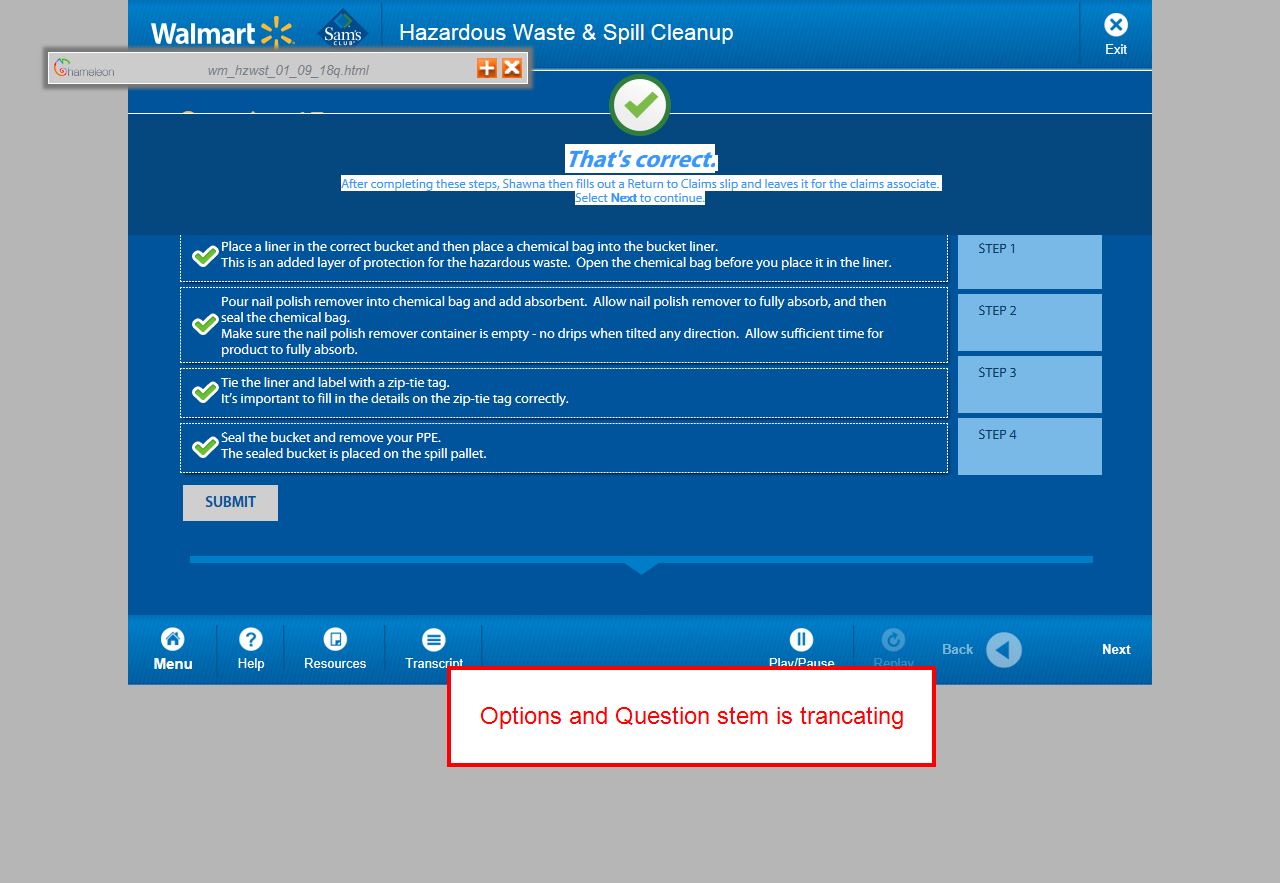 Walmart
Sam's
CLUB
Hazardous Waste & Spill Cleanup
Exit
Chameleon
wm_hzwst_01_09_18q.html
That's correct.
After completing these steps, Shawna then fills out a Return to Claims slip and leaves it for the claims associate.
Select Next to continue.
Place a liner in the correct bucket and then place a chemical bag into the bucket liner.
This is an added layer of protection for the hazardous waste.  Open the chemical bag before you place it in the liner.
STEP 1
Pour nail polish remover into chemical bag and add absorbent.  Allow nail polish remover to fully absorb, and then
seal the chemical bag.
Make sure the nail polish remover container is empty - no drips when tilted any direction.  Allow sufficient time for
product to fully absorb.
STEP 2
Tie the liner and label with a zip-tie tag.
It's important to fill in the details on the zip-tie tag correctly.
STEP 3
Seal the bucket and remove your PPE.
The sealed bucket is placed on the spill pallet.
STEP 4
SUBMIT
Menu
Help
Resources
Transcript
Play/Pause
Replay
Back
Next
Options and Question stem is trancating